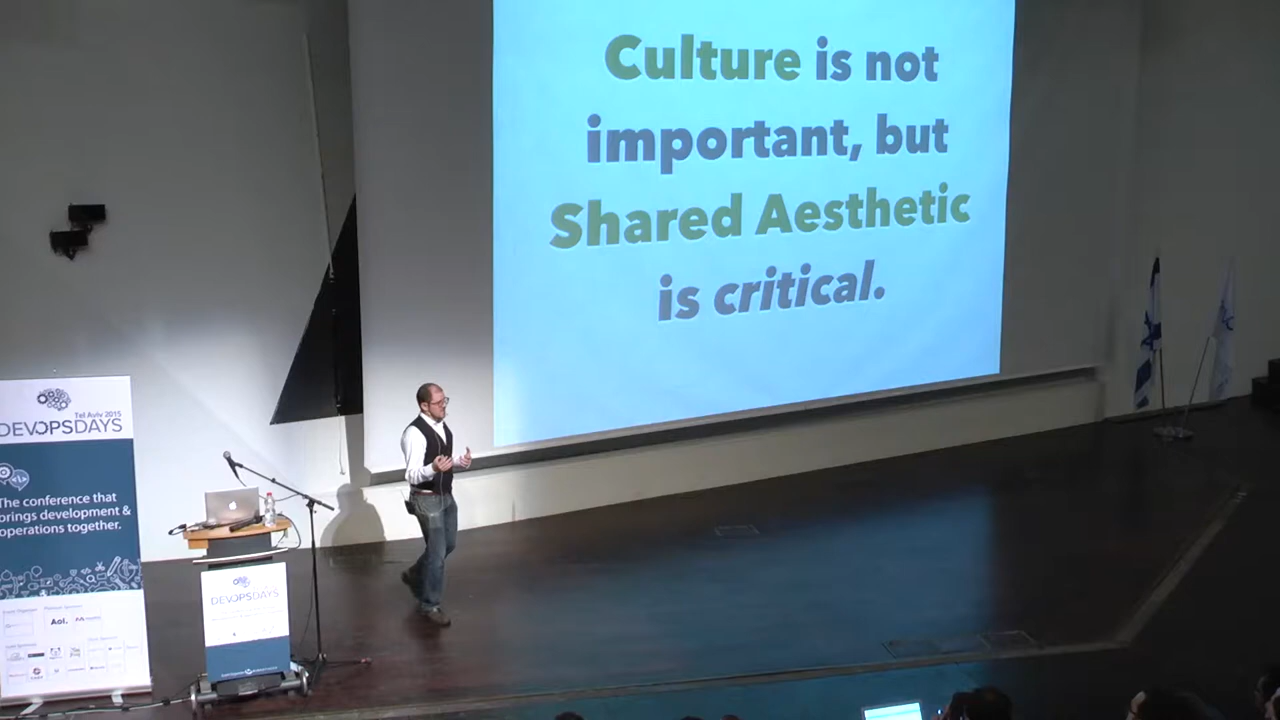 Culture is not
important, but
Shared Aesthetic
is critical.
Tel Aviv 2015
DEVOPSDAYS
The conference that
brings development &
operations together.
Aol.
DEVOPSDAYS